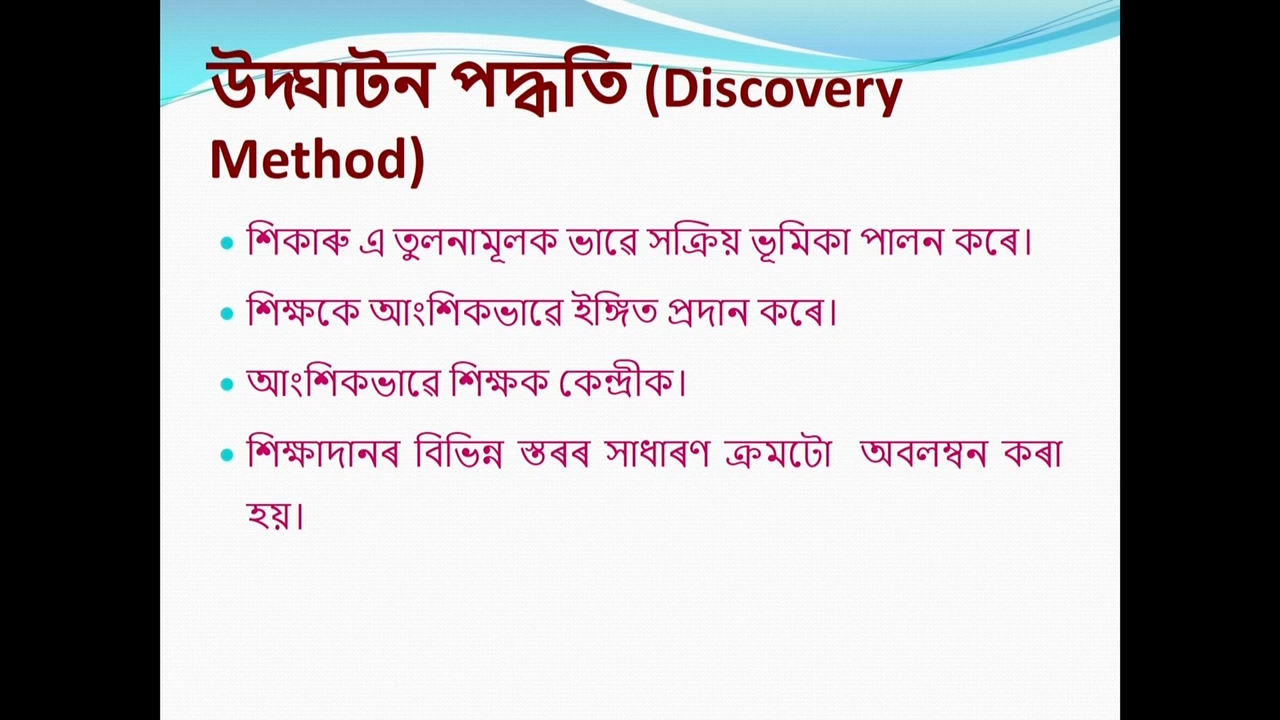 উদ্ঘাটন পদ্ধতি (Discovery
Method)
• শিকাৰু এ তুলনামূলক ভাৱে সক্ৰিয় ভূমিকা পালন কৰে।
• শিক্ষকে আংশিকভাৱে ইঙ্গিত প্ৰদান কৰে।
• আংশিকভাৱে শিক্ষক কেন্দ্ৰীক।
• শিক্ষাদানৰ বিভিন্ন স্তৰৰ সাধাৰণ ক্ৰমটো অবলম্বন কৰা
হয়।